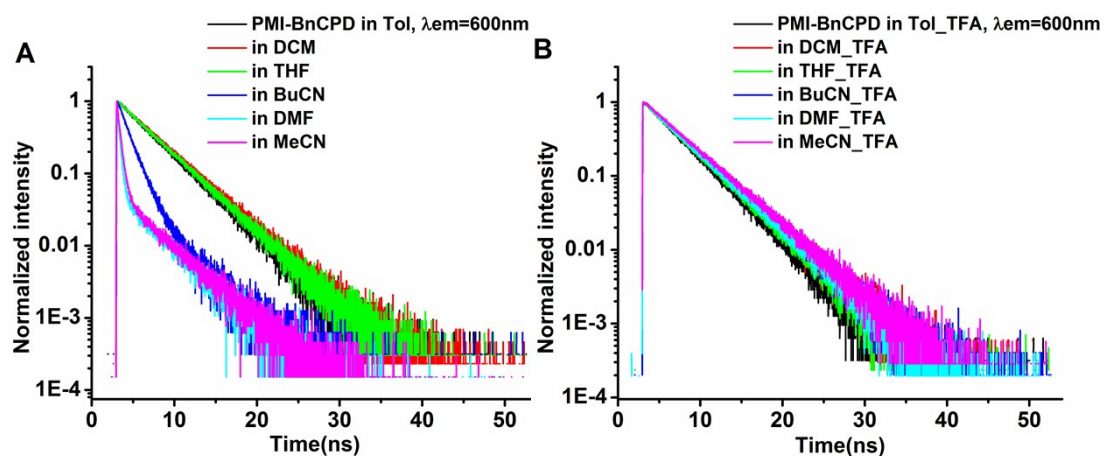 A
PMI-BnCPD in Tol, λem=600nm
in DCM
in THF
in BuCN
in DMF
in MeCN
Normalized intensity
1
0.1
0.01
1E-3
1E-4
0 10 20 30 40 50
Time(ns)
B
PMI-BnCPD in Tol_TFA, λem=600nm
in DCM_TFA
in THF_TFA
in BuCN_TFA
in DMF_TFA
in MeCN_TFA
Normalized intensity
1
0.1
0.01
1E-3
1E-4
0 10 20 30 40 50
Time(ns)